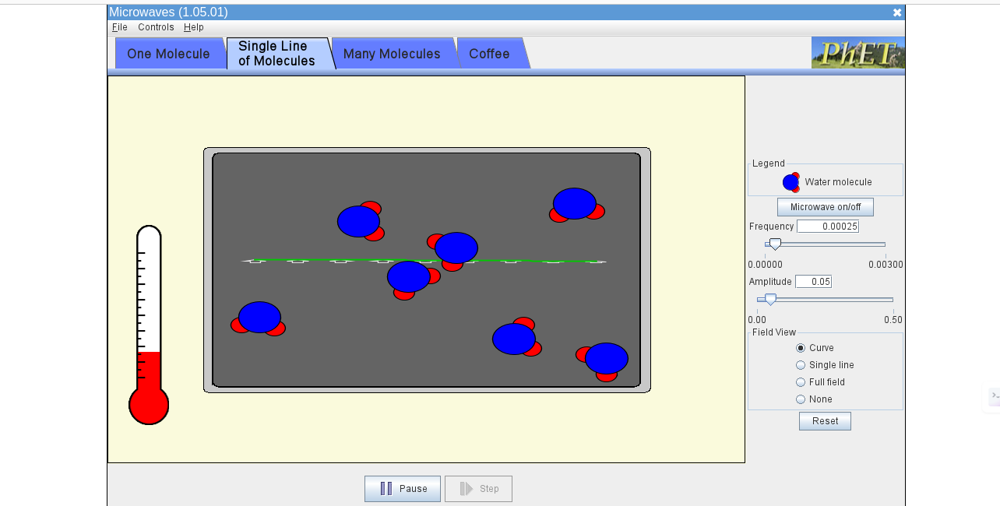 Microwaves (1.05.01)
File Controls Help
One Molecule
Single Line
of Molecules
Many Molecules
Coffee
PhET
Legend
Water molecule
Microwave on/off
Frequency 0.00025
0.00000 0.00300
Amplitude 0.05
0.00 0.50
Field View
Curve
Single line
Full field
None
Reset
Pause
Step